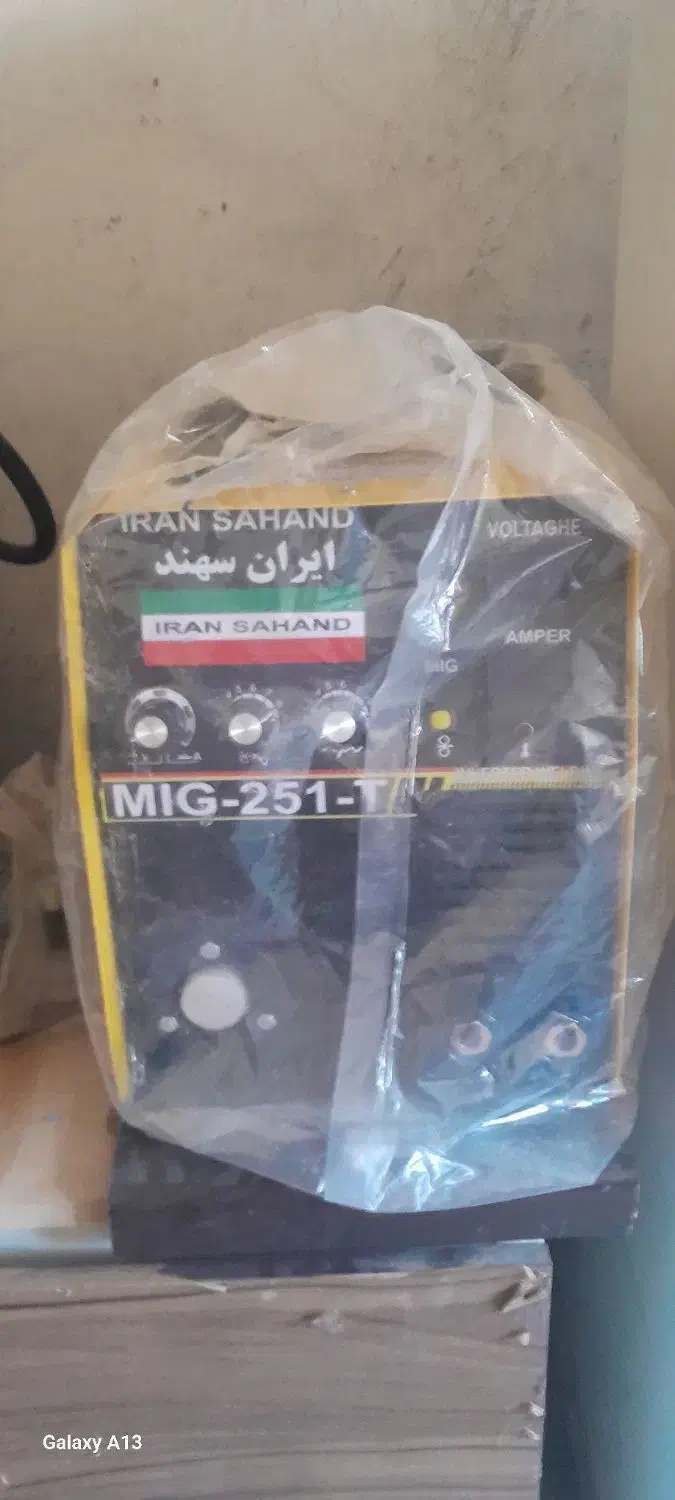 IRAN SAHAND
ایران سهند
IRAN SAHAND
VOLTAGHE
AMPER
MIG
MIG-251-T
Galaxy A13